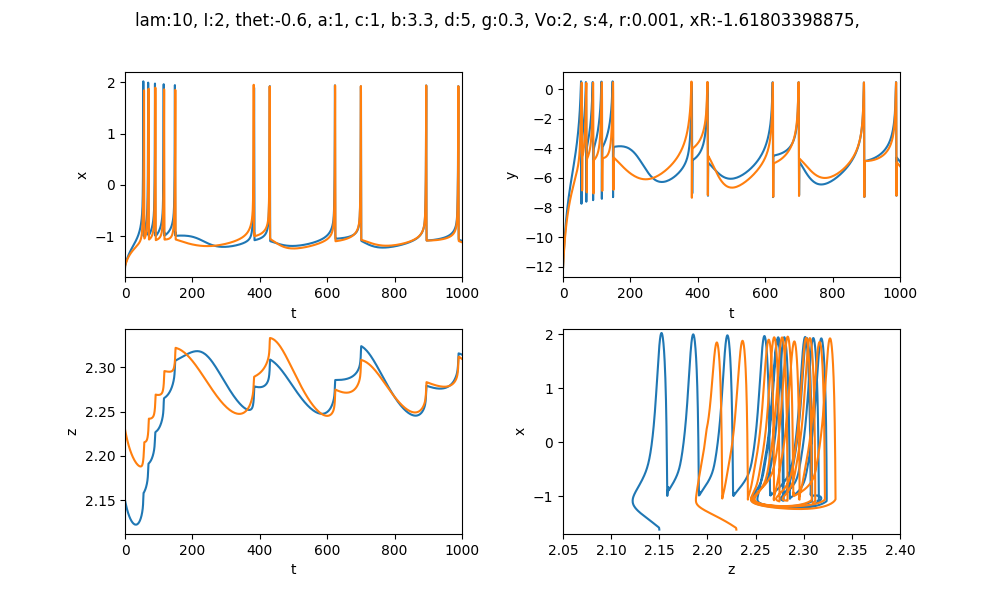 lam:10, I:2, thet:-0.6, a:1, c:1, b:3.3, d:5, g:0.3, Vo:2, s:4, r:0.001, xR:-1.61803398875,
2
1
0
−1
x
0 200 400 600 800 1000
t
0
−2
−4
−6
−8
−10
−12
y
0 200 400 600 800 1000
t
2.30
2.25
2.20
2.15
z
0 200 400 600 800 1000
t
2
1
0
−1
x
2.05 2.10 2.15 2.20 2.25 2.30 2.35 2.40
z